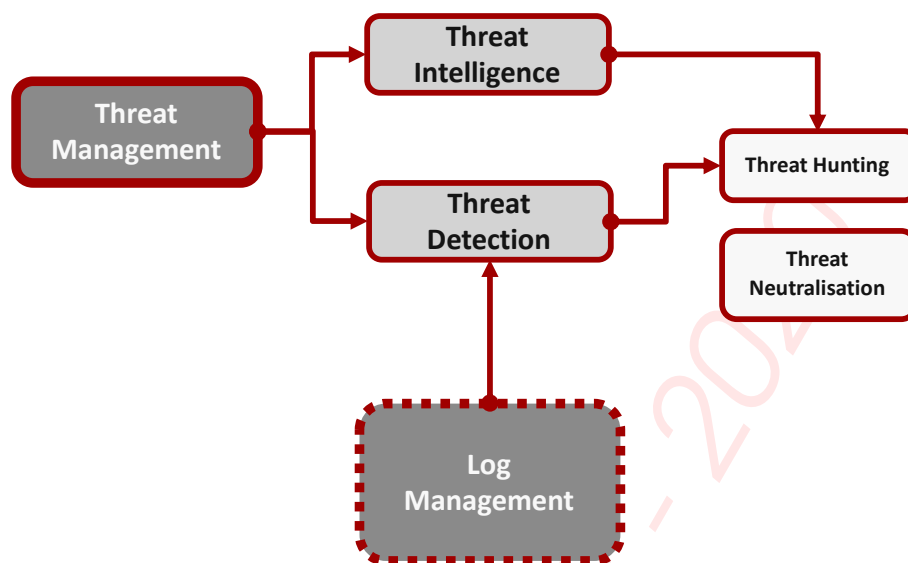 Threat
Intelligence
Threat
Management
Threat Hunting
Threat
Detection
Threat
Neutralisation
Log
Management